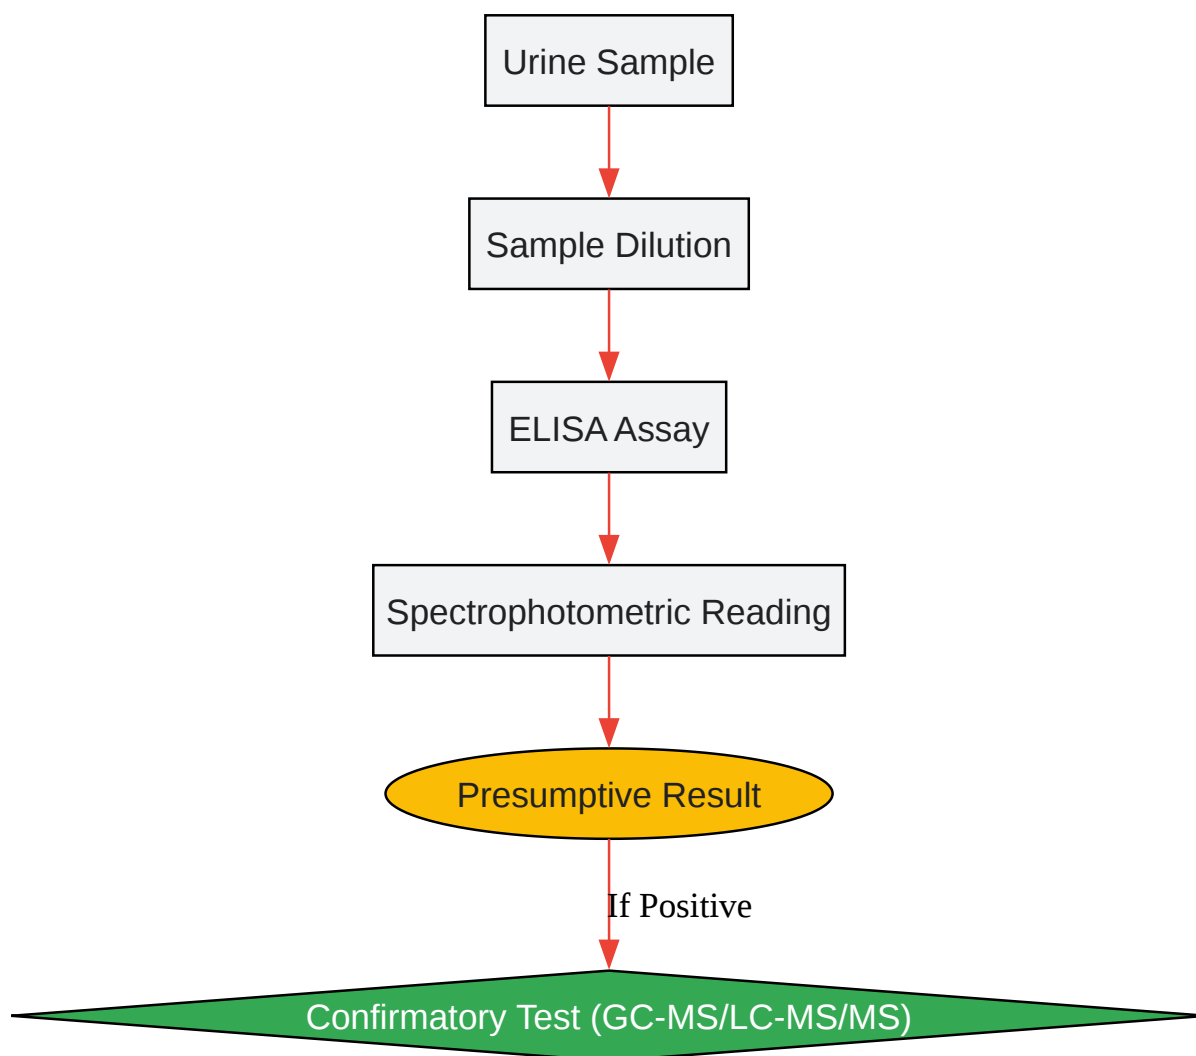 Urine Sample
Sample Dilution
ELISA Assay
Spectrophotometric Reading
Presumptive Result
If Positive
Confirmatory Test (GC-MS/LC-MS/MS)